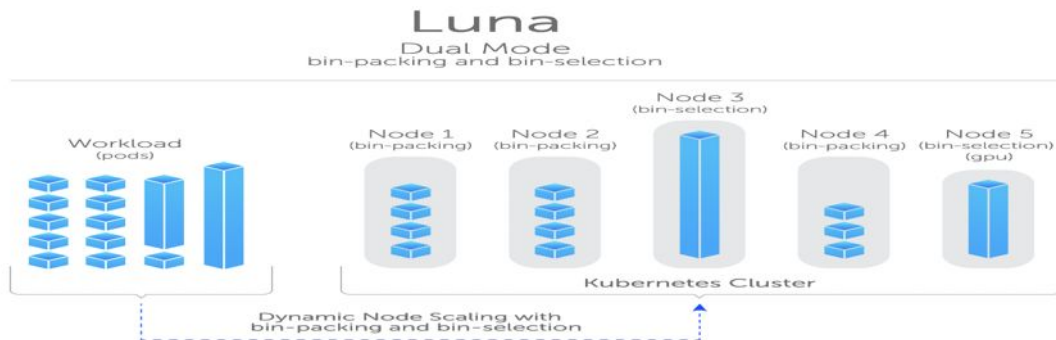 Luna
Dual Mode
bin-packing and bin-selection
Workload
(pods)
Node 1
(bin-packing)
Node 2
(bin-packing)
Node 3
(bin-selection)
Node 4
(bin-packing)
Node 5
(bin-selection)
(gpu)
Kubernetes Cluster
Dynamic Node Scaling with
bin-packing and bin-selection